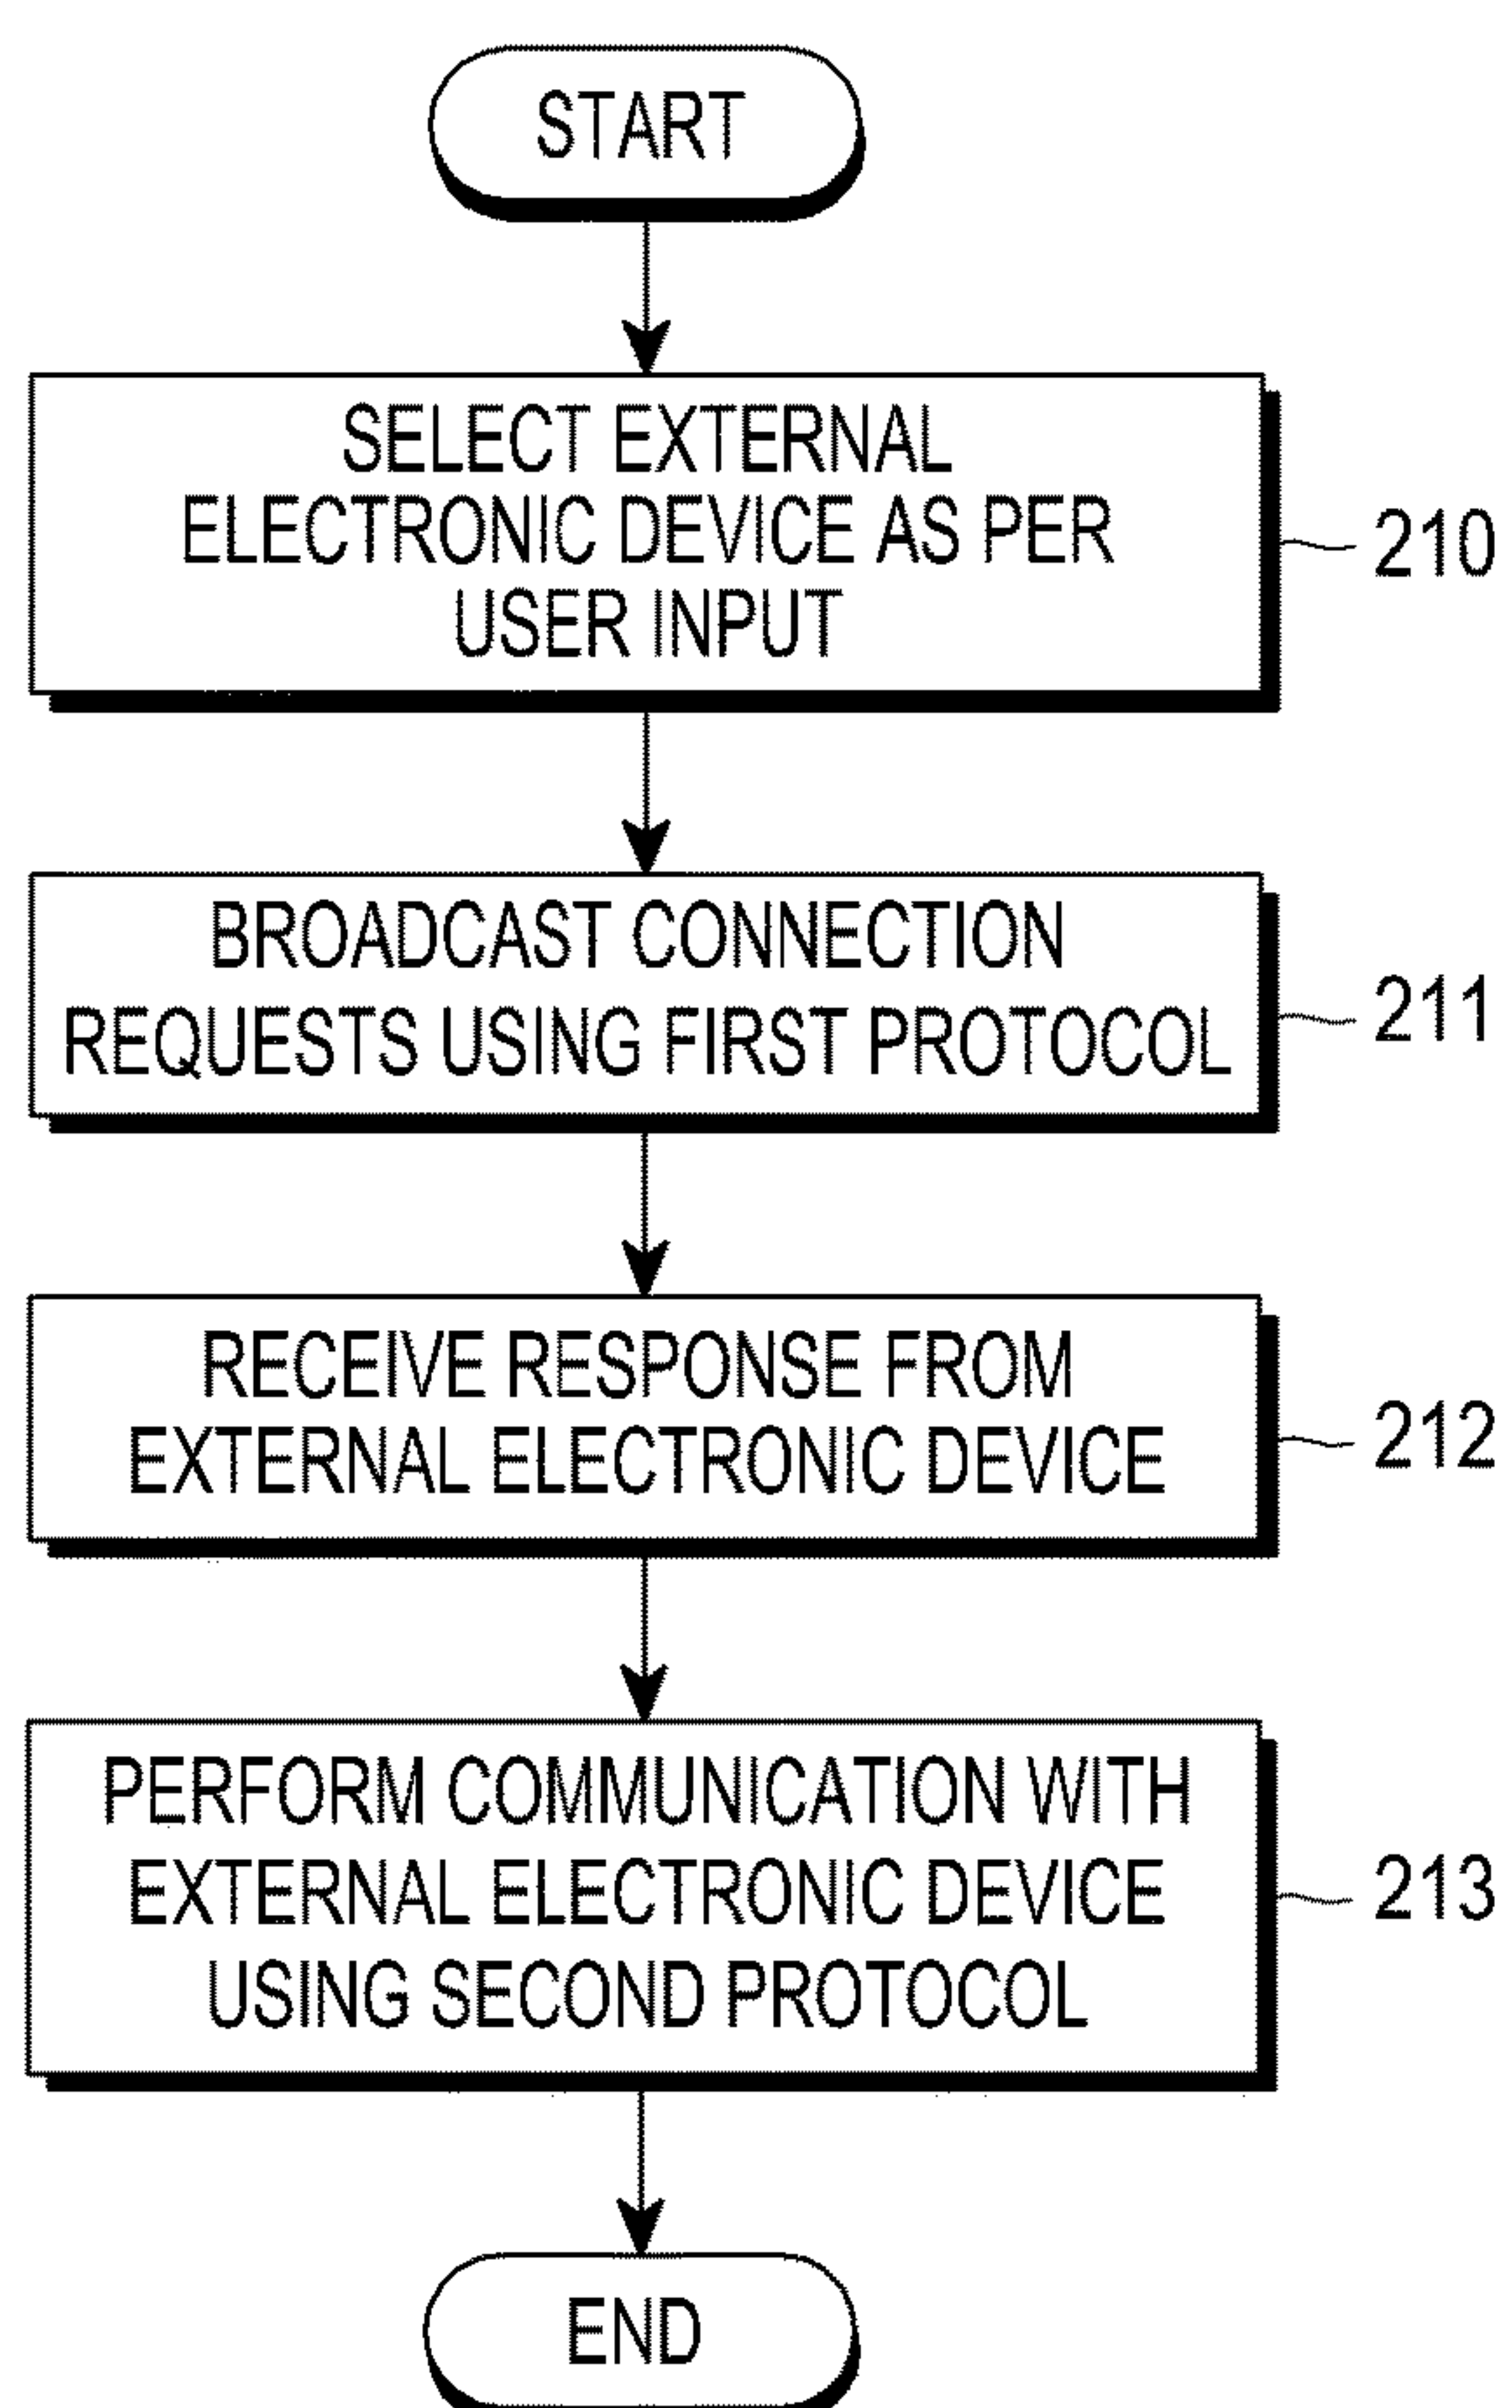 START
SELECT EXTERNAL
ELECTRONIC DEVICE AS PER
USER INPUT
210
BROADCAST CONNECTION
REQUESTS USING FIRST PROTOCOL
211
RECEIVE RESPONSE FROM
EXTERNAL ELECTRONIC DEVICE
212
PERFORM COMMUNICATION WITH
EXTERNAL ELECTRONIC DEVICE
USING SECOND PROTOCOL
213
END